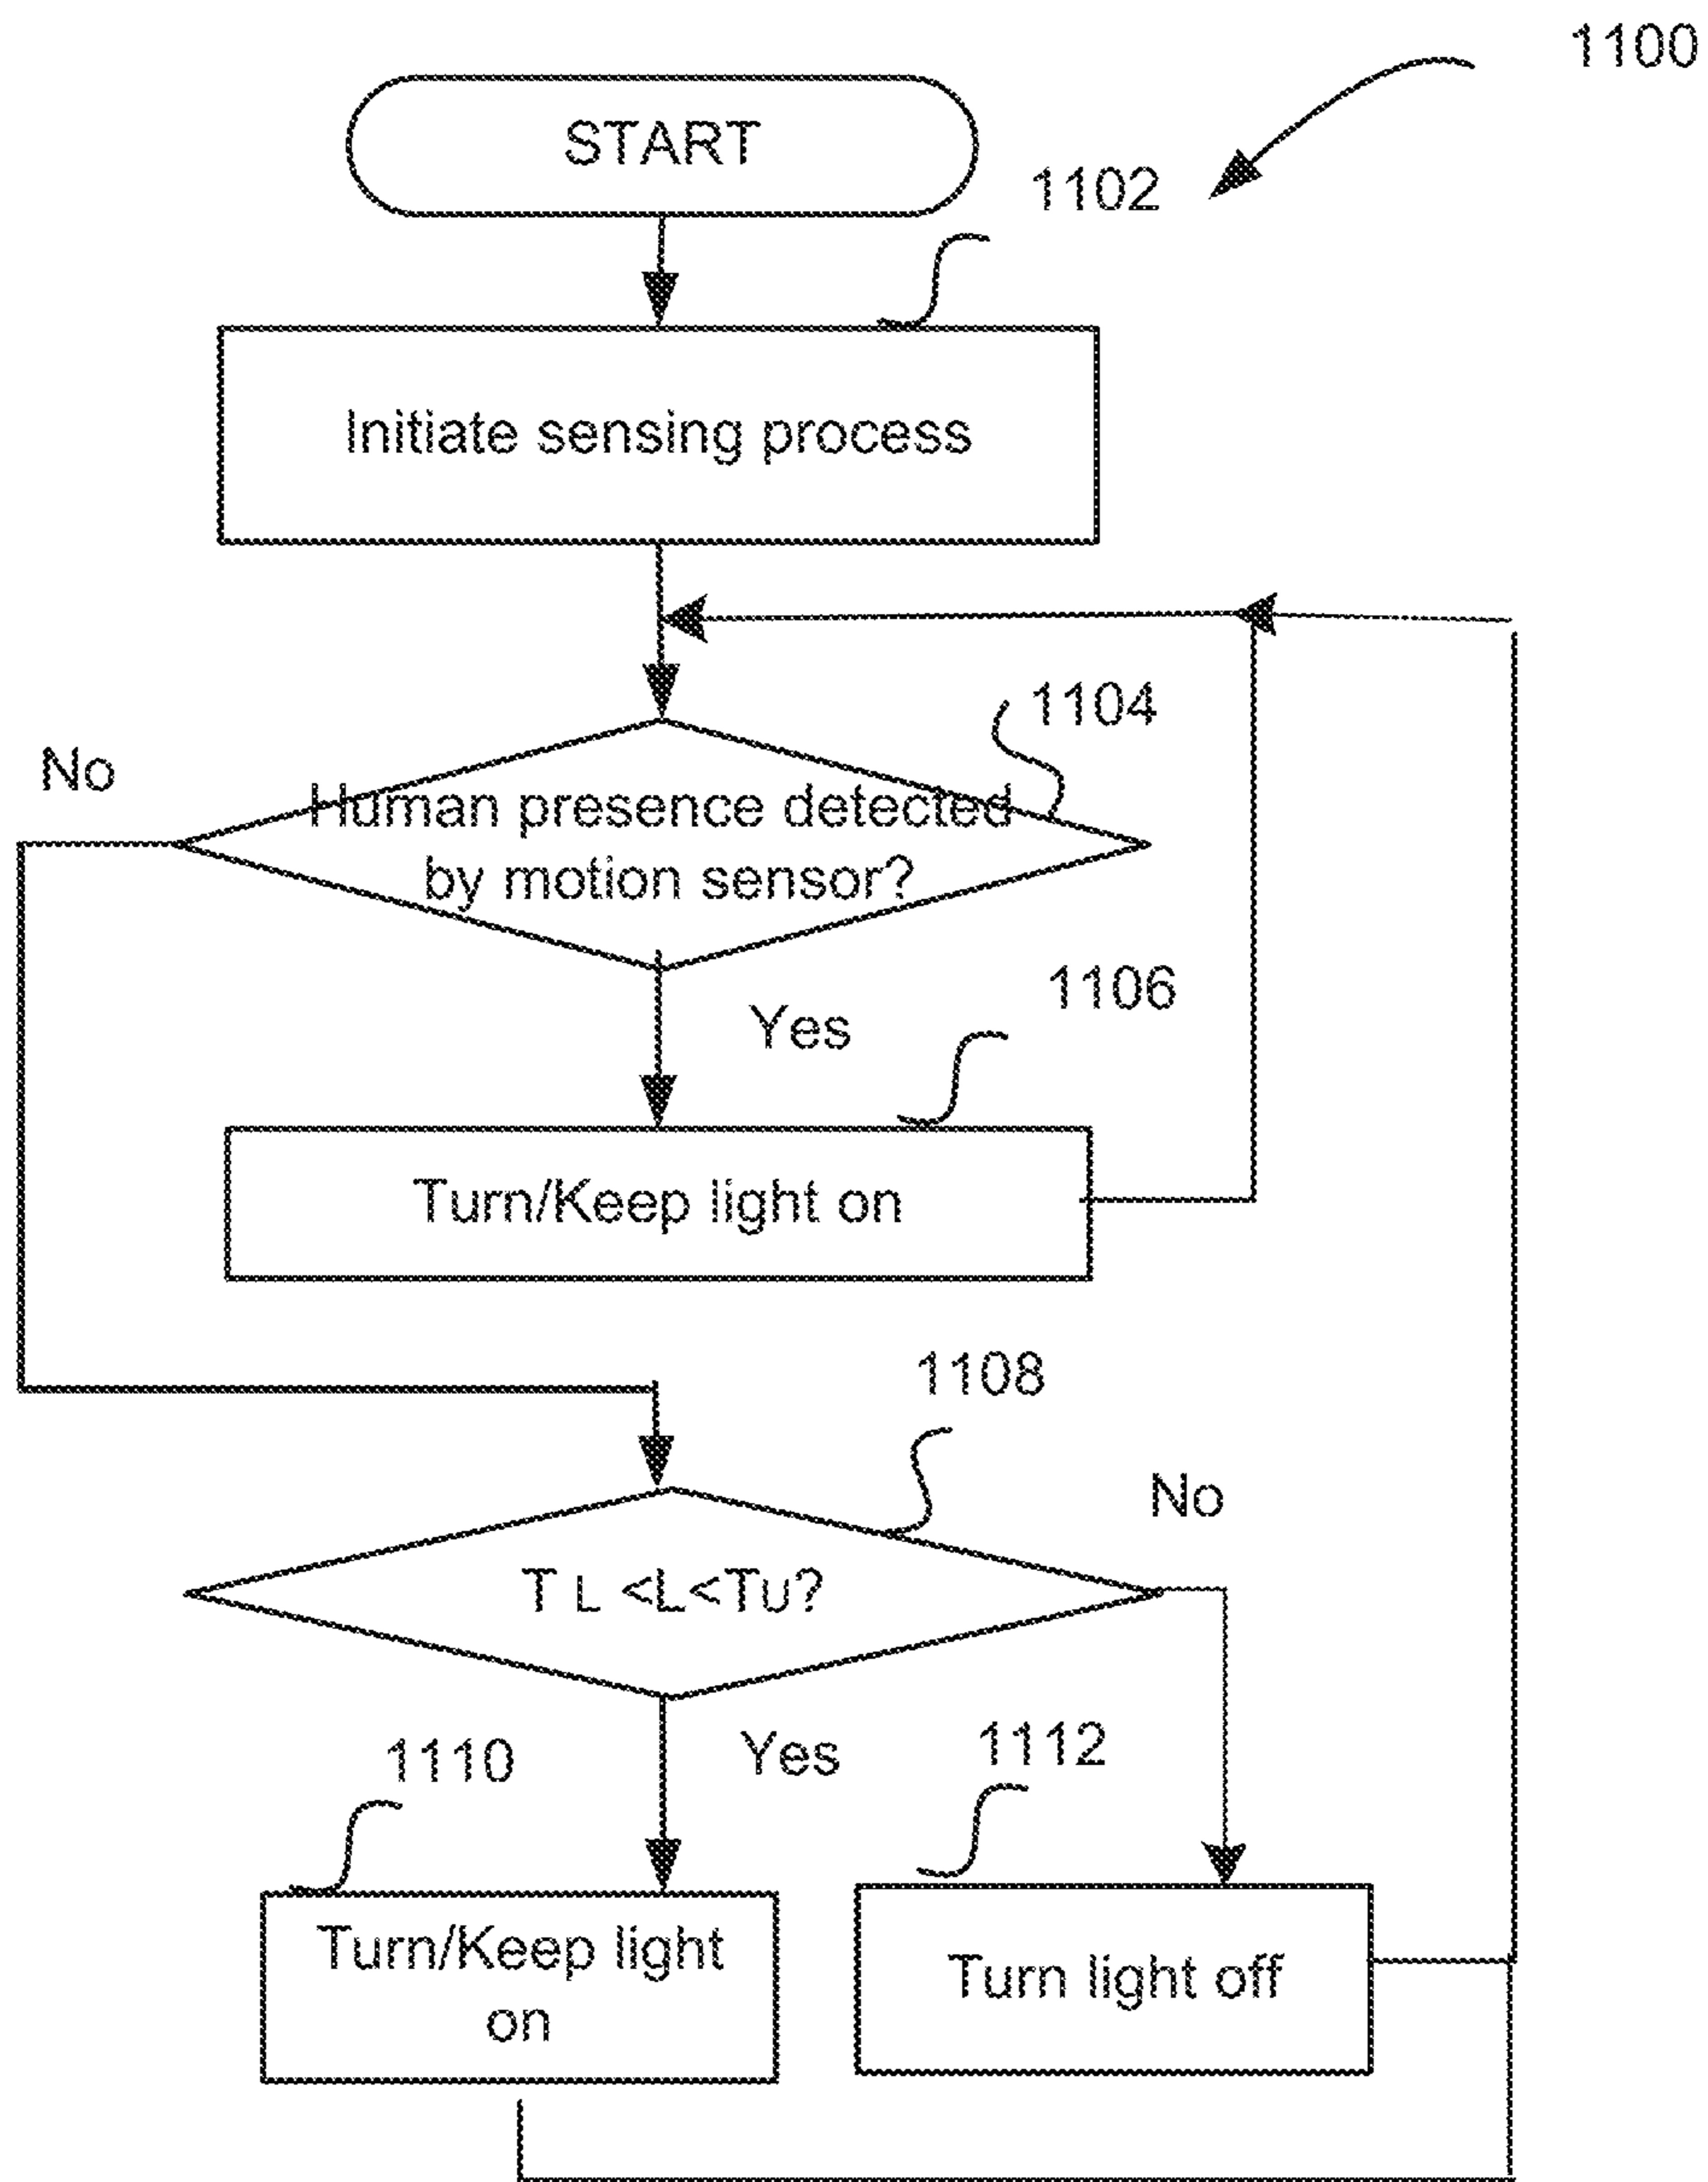 1100
START
1102
Initiate sensing process
1104
No
Human presence detected
by motion sensor?
1106
Yes
Turn/Keep light on
1108
No
T L <L<TU?
1110
Yes
1112
Turn/Keep light
on
Turn light off